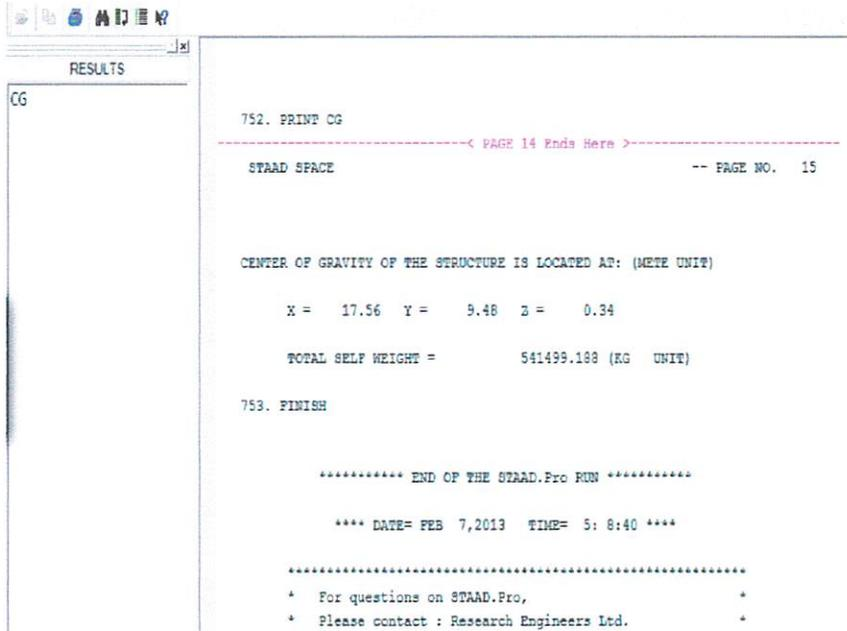 RESULTS
CG
752. PRINT CG
---------------------------------< PAGE 14 Ends Here >-----------------------------
STAAD SPACE -- PAGE NO. 15
CENTER OF GRAVITY OF THE STRUCTURE IS LOCATED AT: (METE UNIT)
X = 17.56 Y = 9.48 Z = 0.34
TOTAL SELF WEIGHT = 541499.188 (KG UNIT)
753. FINISH
*********** END OF THE STAAD.Pro RUN ***********
**** DATE= FEB 7,2013 TIME= 5: 8:40 ****
************************************************************
* For questions on STAAD.Pro, *
* Please contact : Research Engineers Ltd. *